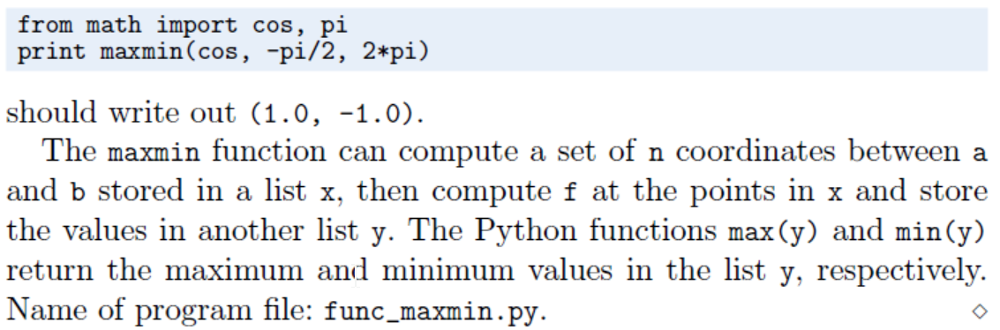 from math import cos, pi
print maxmin(cos, -pi/2, 2*pi)
should write out (1.0, -1.0).
The maxmin function can compute a set of n coordinates between a
and b stored in a list x, then compute f at the points in x and store
the values in another list y. The Python functions max(y) and min(y)
return the maximum and minimum values in the list y, respectively.
Name of program file: func_maxmin.py. ◇